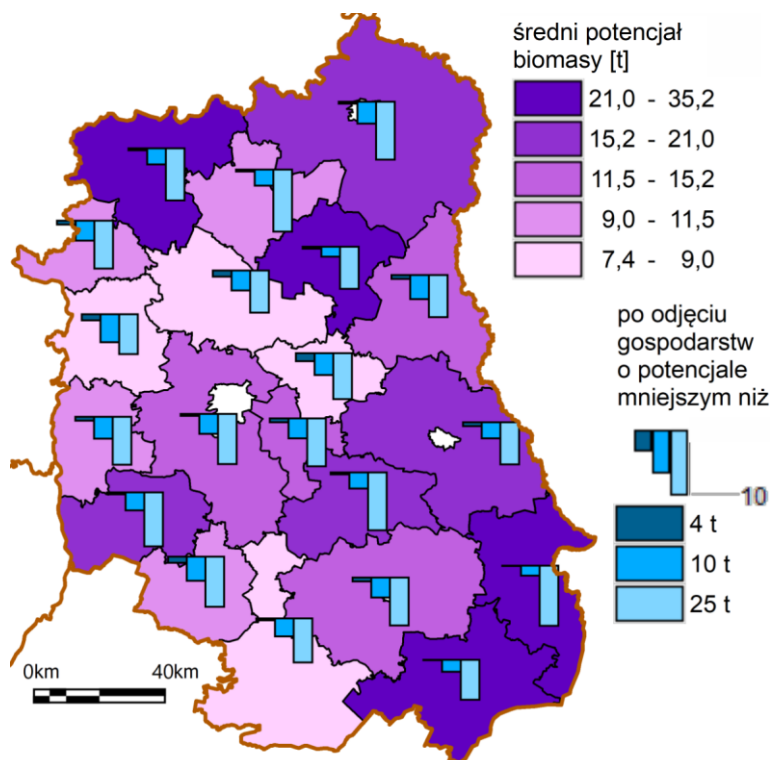 średni potencjał
biomasy [t]
21,0 - 35,2
15,2 - 21,0
11,5 - 15,2
9,0 - 11,5
7,4 - 9,0
po odjęciu
gospodarstw
o potencjale
mniejszym niż
10
4 t
10 t
25 t
0km 40km